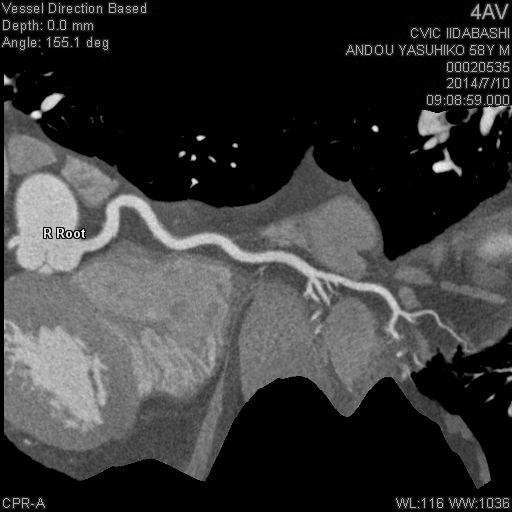 Vessel Direction Based
Depth: 0.0 mm
Angle: 155.1 deg
4AV
CVIC IIDABASHI
ANDOU YASUHIKO 58Y M
00020535
2014/7/10
09:08:59.000
R Root
CPR-A
WL:116 WW:1036